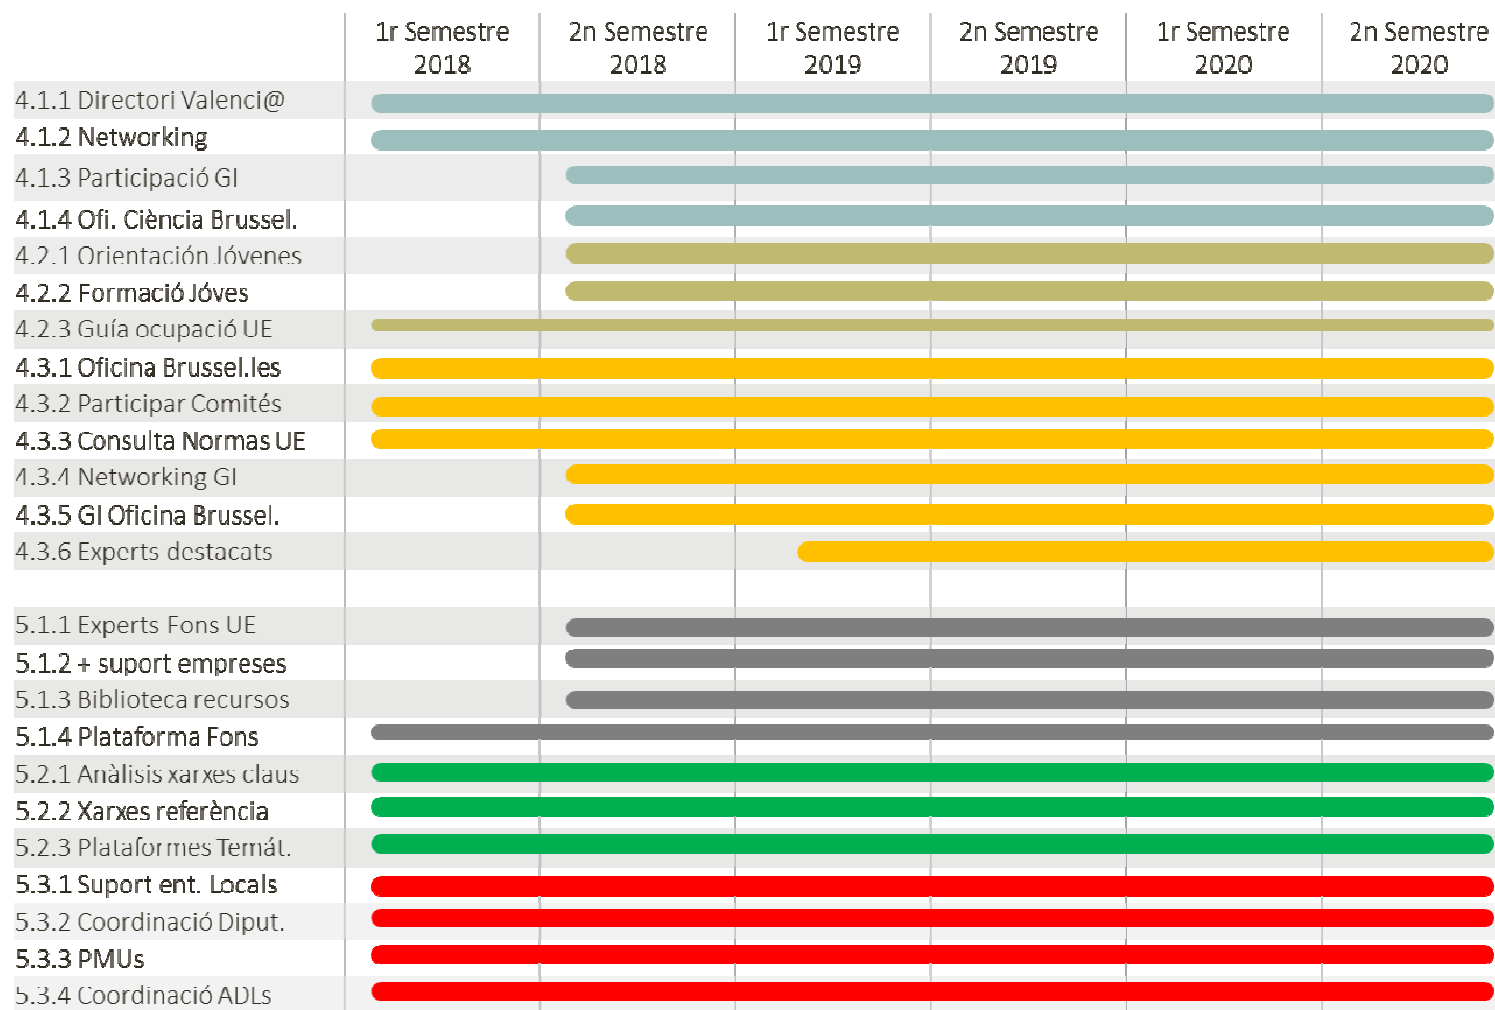 1r Semestre 2n Semestre 1r Semestre 2n Semestre 1r Semestre 2n Semestre
2018 2018 2019 2019 2020 2020
4.1.1 Directori Valenci@
4.1.2 Networking
4.1.3 Participació GI
4.1.4 Ofi. Ciència Brussel.
4.2.1 Orientación Jóvenes
4.2.2 Formació Jóves
4.2.3 Guía ocupació UE
4.3.1 Oficina Brussel.les
4.3.2 Participar Comités
4.3.3 Consulta Normas UE
4.3.4 Networking GI
4.3.5 GI Oficina Brussel.
4.3.6 Experts destacats
5.1.1 Experts Fons UE
5.1.2 + suport empreses
5.1.3 Biblioteca recursos
5.1.4 Plataforma Fons
5.2.1 Anàlisis xarxes claus
5.2.2 Xarxes referència
5.2.3 Plataformes Temát.
5.3.1 Suport ent. Locals
5.3.2 Coordinació Diput.
5.3.3 PMUs
5.3.4 Coordinació ADLs